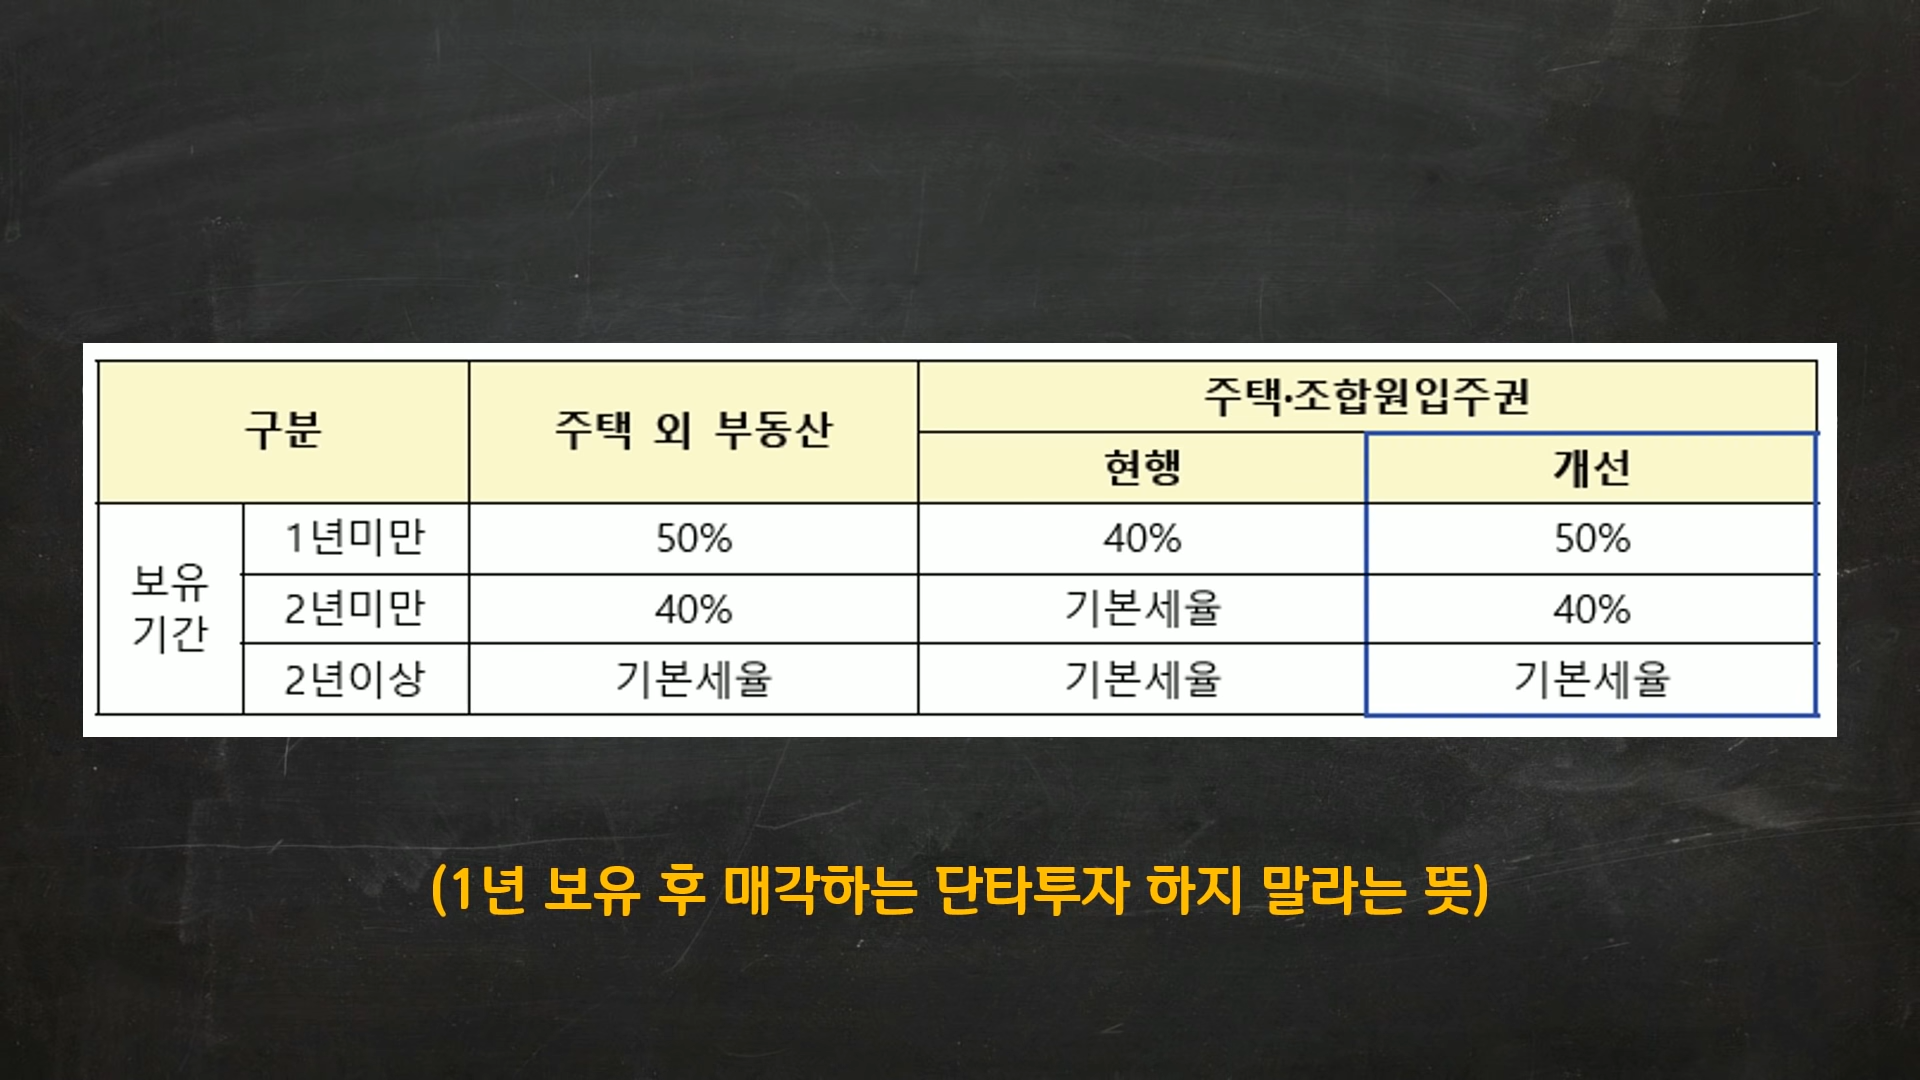 구분 주택 외 부동산 주택·조합원입주권
현행 개선
보유 기간 1년미만 50% 40% 50%
2년미만 40% 기본세율 40%
2년이상 기본세율 기본세율 기본세율
(1년 보유 후 매각하는 단타투자 하지 말라는 뜻)